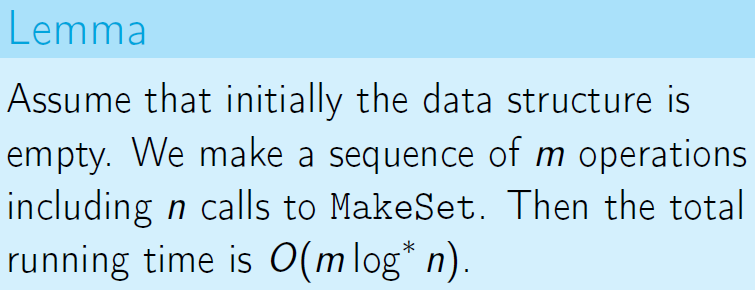 Lemma
Assume that initially the data structure is
empty. We make a sequence of m operations
including n calls to MakeSet. Then the total
running time is O(m log* n).